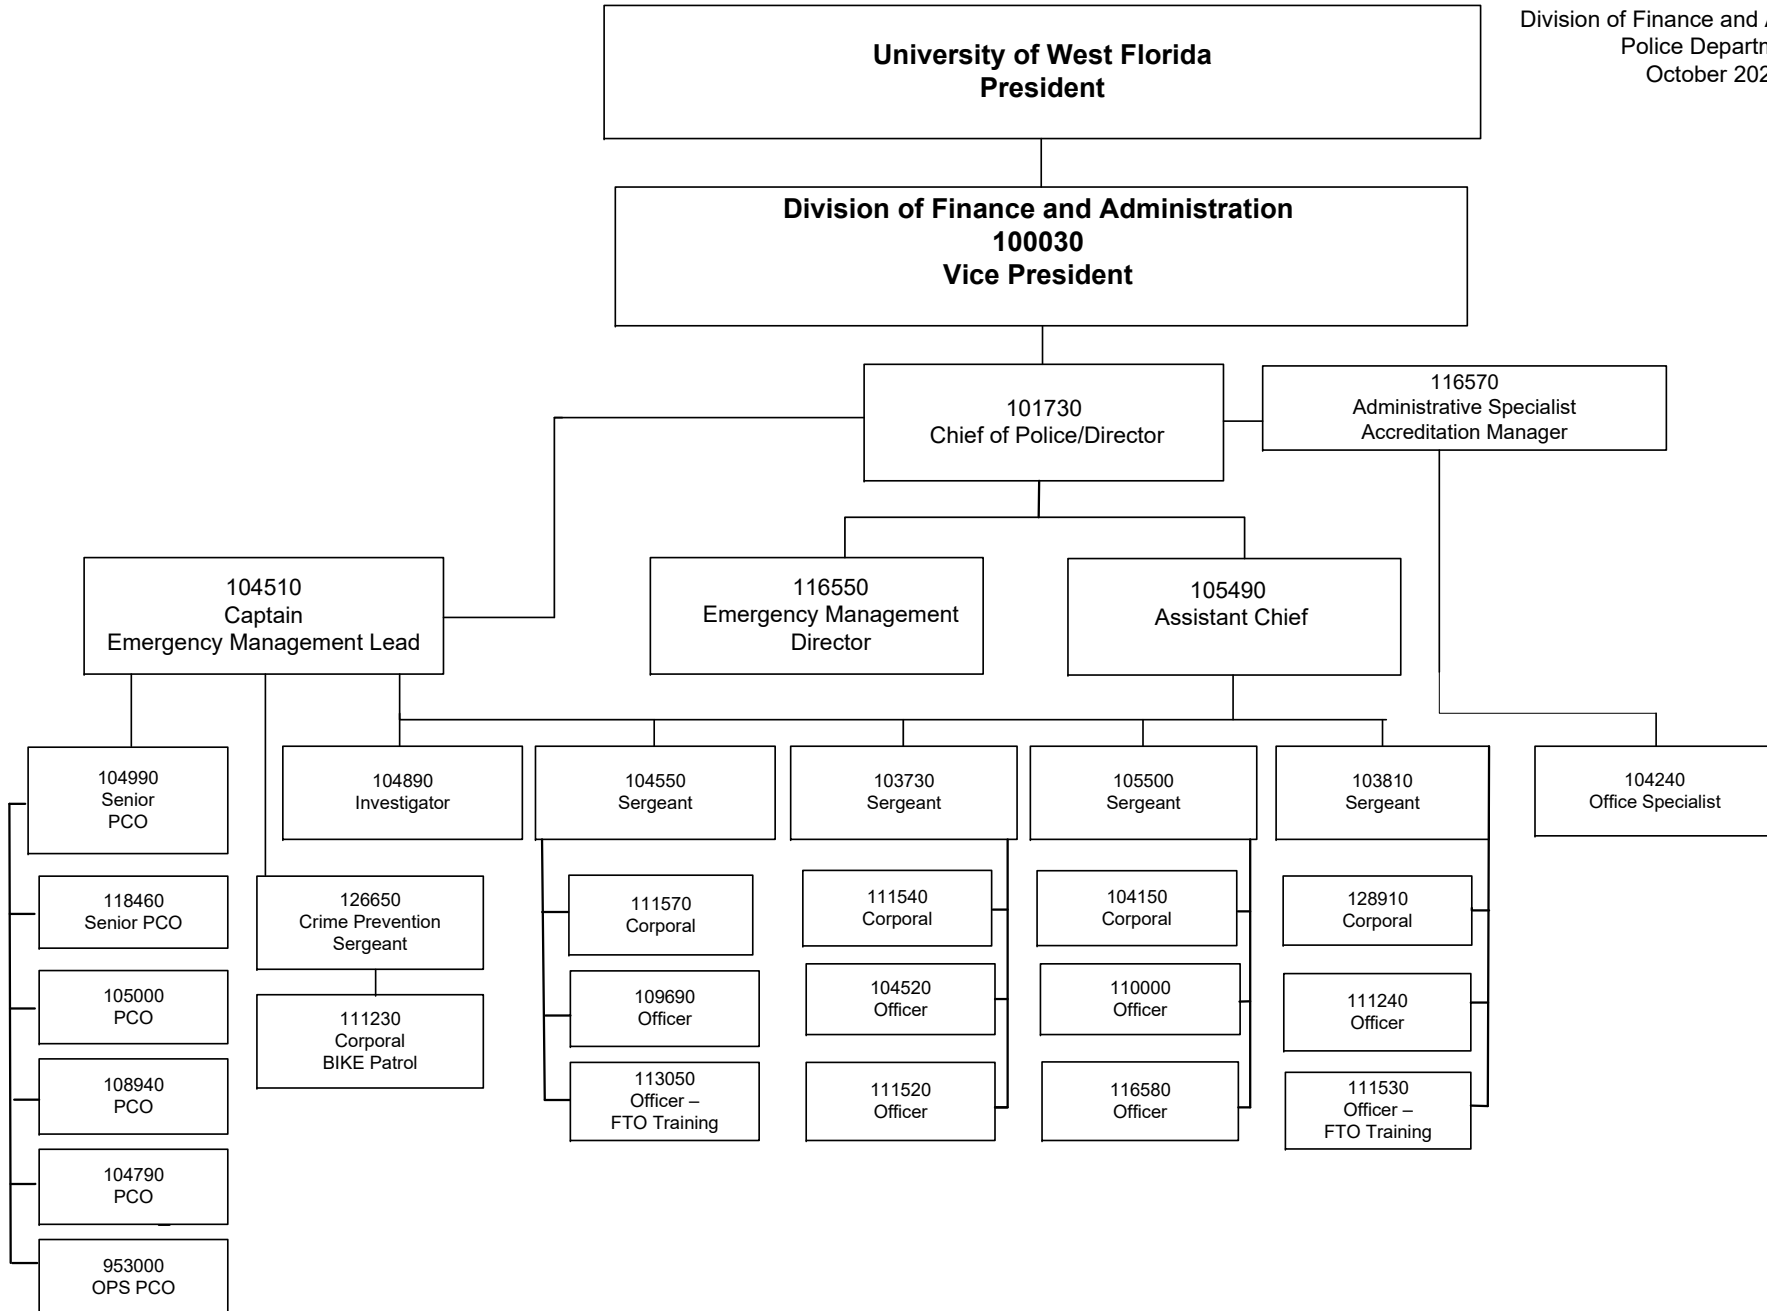 Division of Finance and
Police
October
University of West Florida
President
Division of Finance and Administration
100030
Vice President
101730
Chief of Police/Director
116570
Administrative Specialist
Accreditation Manager
104510
Captain
Emergency Management Lead
116550
Emergency Management
Director
105490
Assistant Chief
104990
Senior
PCO
104890
Investigator
104550
Sergeant
103730
Sergeant
105500
Sergeant
103810
Sergeant
104240
Office Specialist
118460
Senior PCO
126650
Crime Prevention
Sergeant
111570
Corporal
111540
Corporal
104150
Corporal
128910
Corporal
105000
PCO
111230
Corporal
BIKE Patrol
109690
Officer
104520
Officer
110000
Officer
111240
Officer
108940
PCO
113050
Officer –
FTO Training
111520
Officer
116580
Officer
111530
Officer –
FTO Training
104790
PCO
953000
OPS PCO